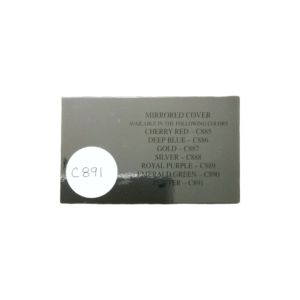 MIRRORED COVER
AVAILABLE IN THE FOLLOWING COLORS
CHERRY RED – C885
DEEP BLUE – C886
GOLD – C887
SILVER – C888
ROYAL PURPLE – C889
EMERALD GREEN – C890
– C891
C891